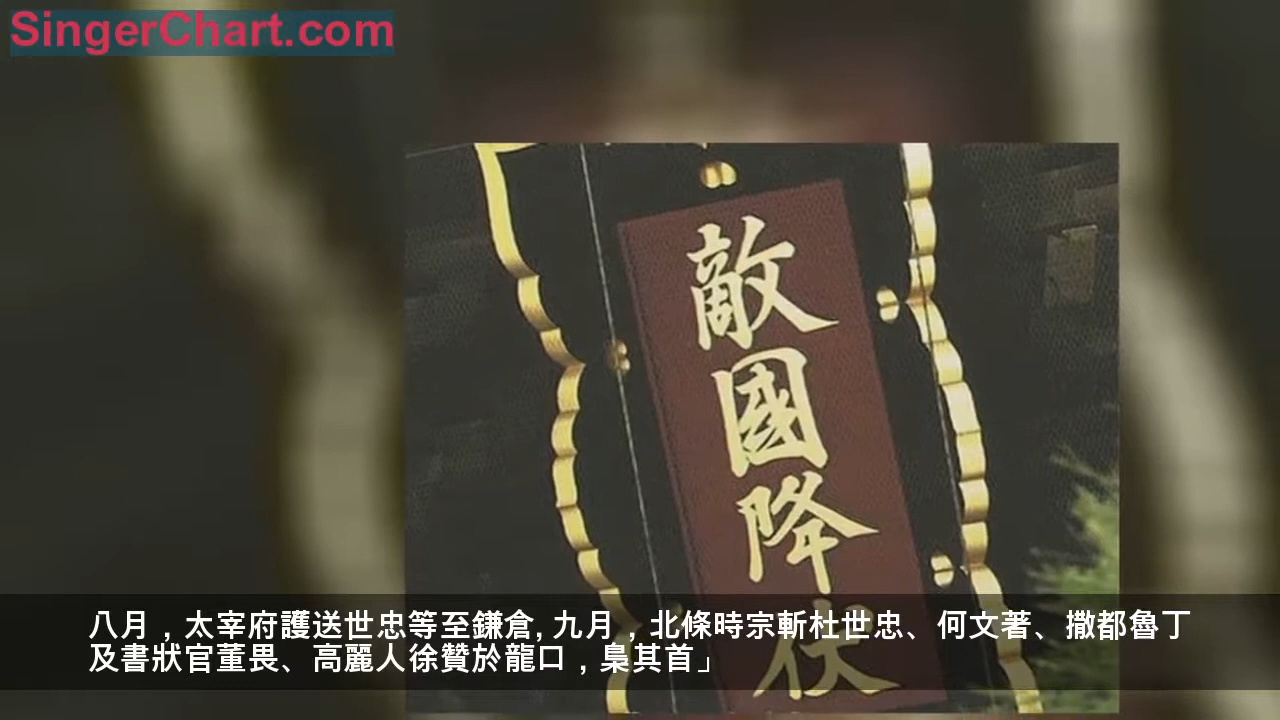 SingerChart.com
敵國降伏
八月，太宰府護送世忠等至鎌倉, 九月，北條時宗斬杜世忠、何文著、撒都魯丁
及書狀官董畏、高麗人徐贊於龍口，梟其首」